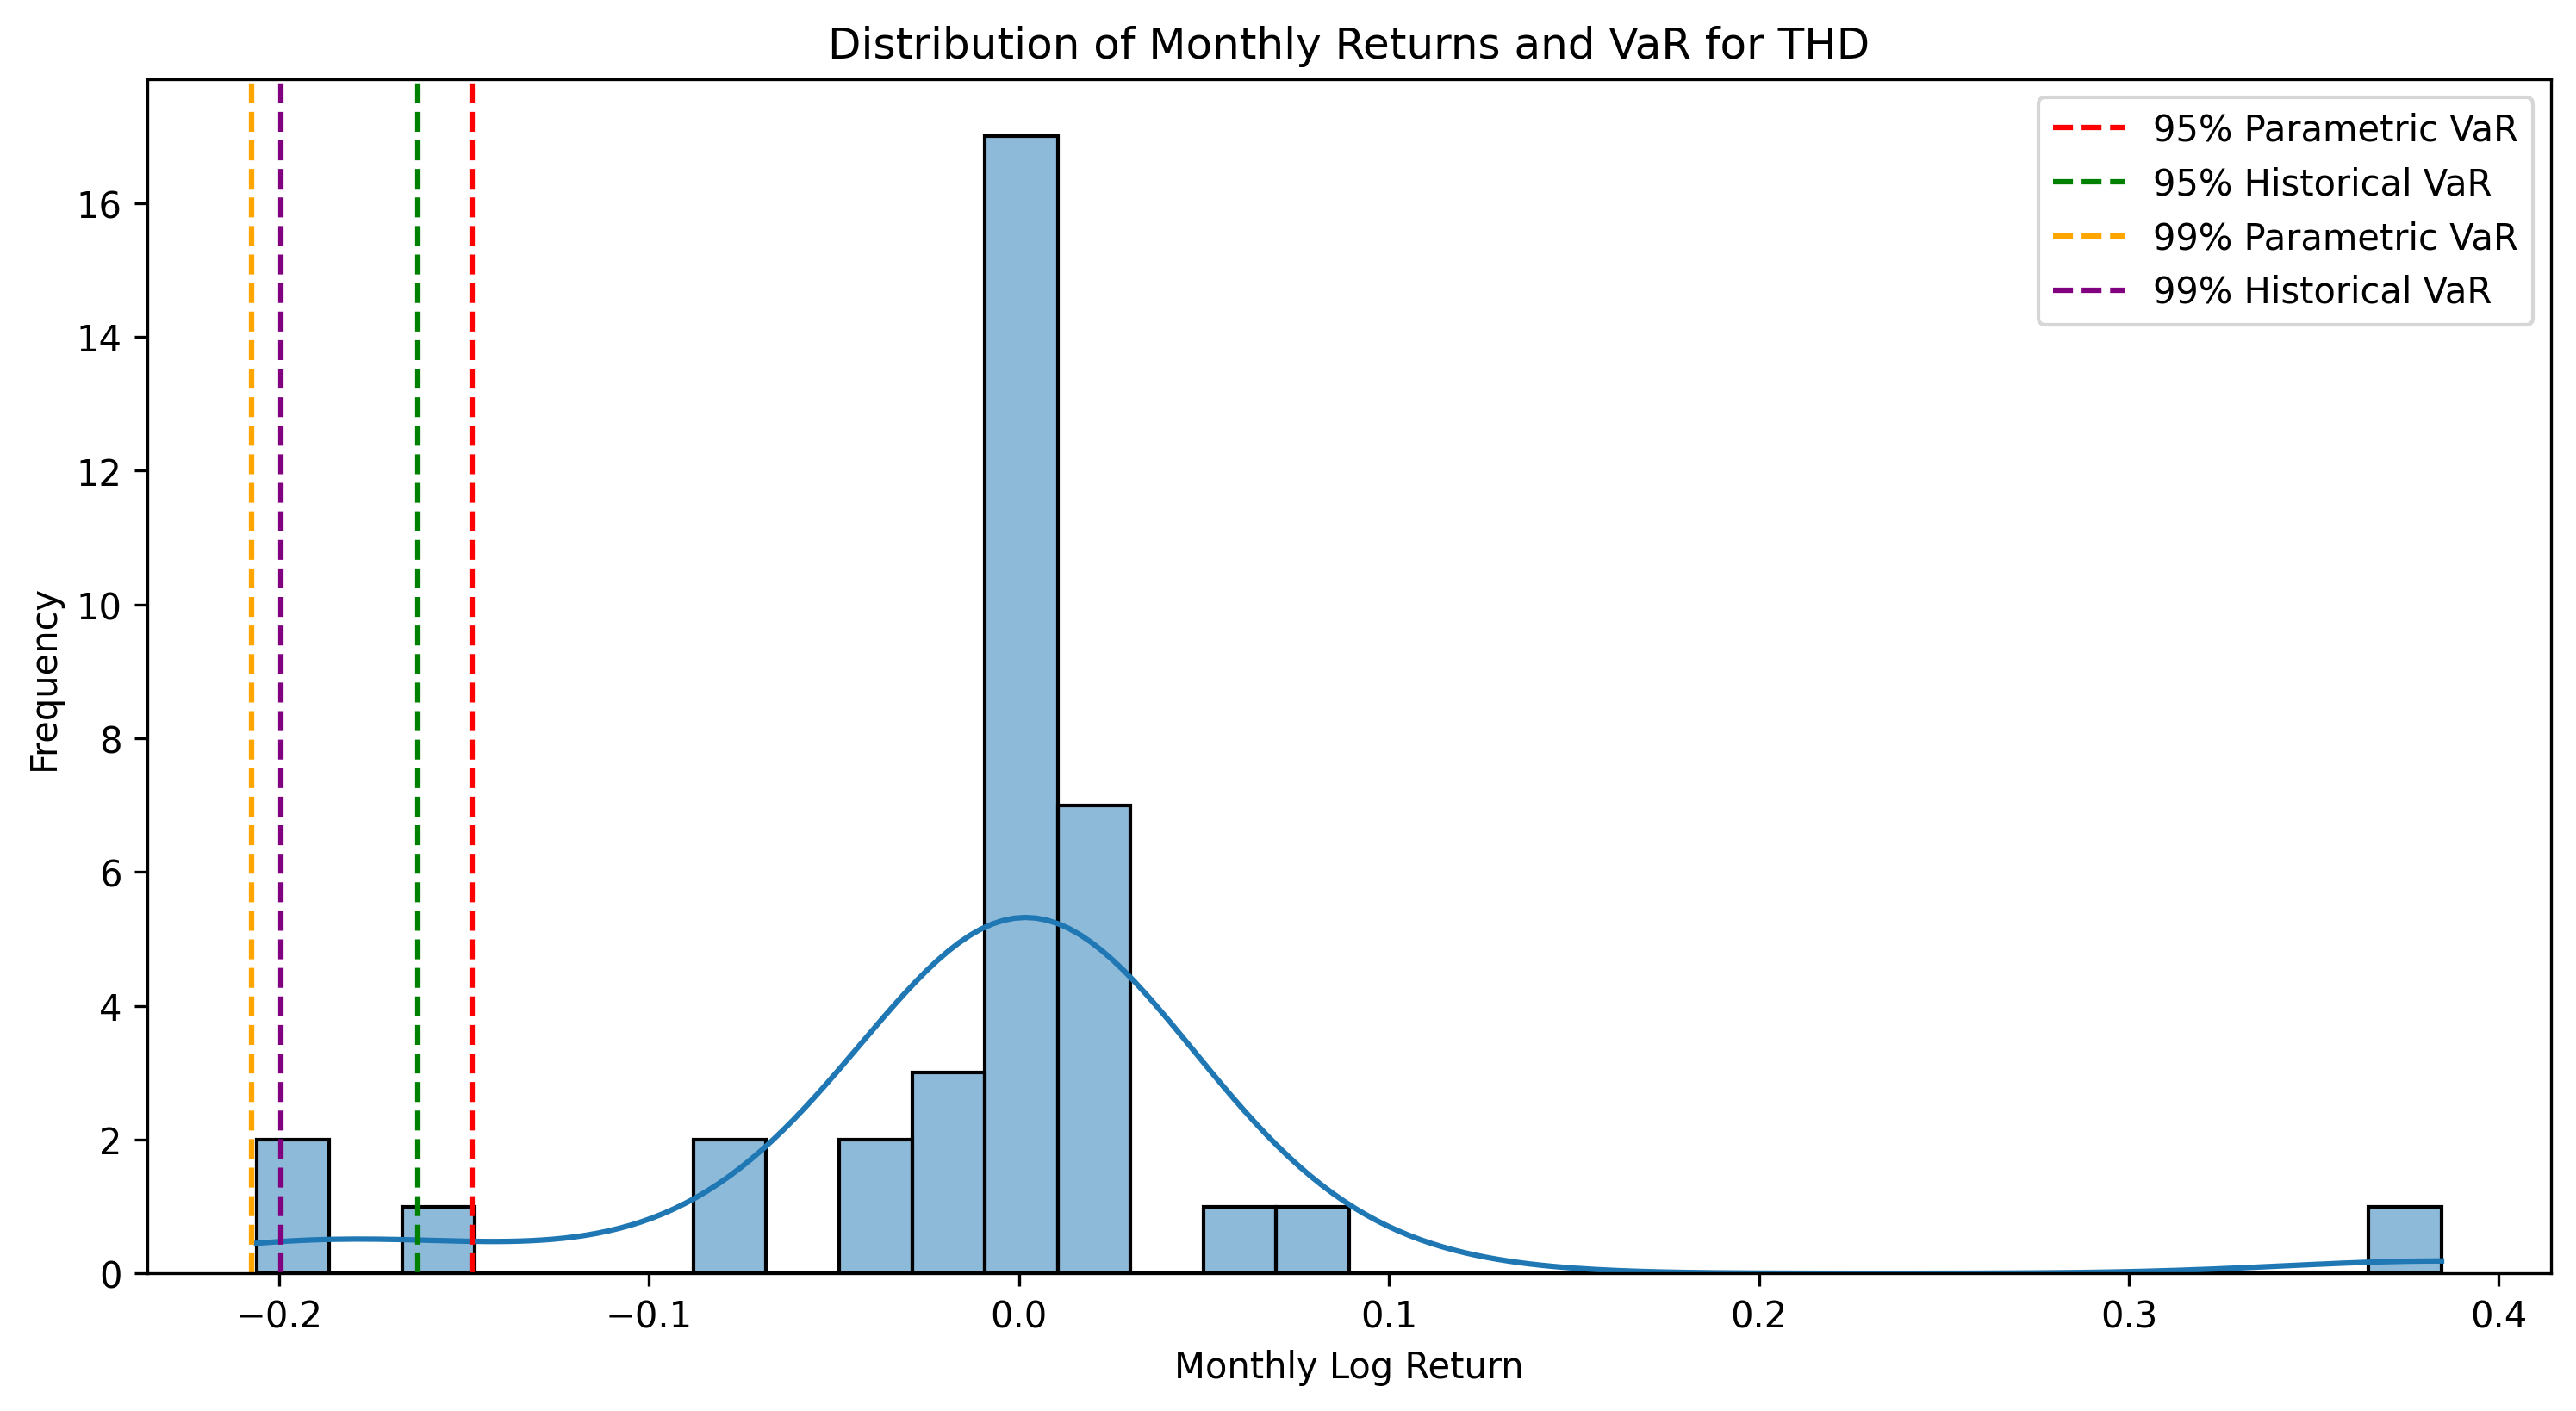 Distribution of Monthly Returns and VaR for THD
95% Parametric VaR
95% Historical VaR
99% Parametric VaR
99% Historical VaR
16
14
12
10
8
6
4
2
0
Frequency
−0.2
−0.1
0.0
0.1
0.2
0.3
0.4
Monthly Log Return